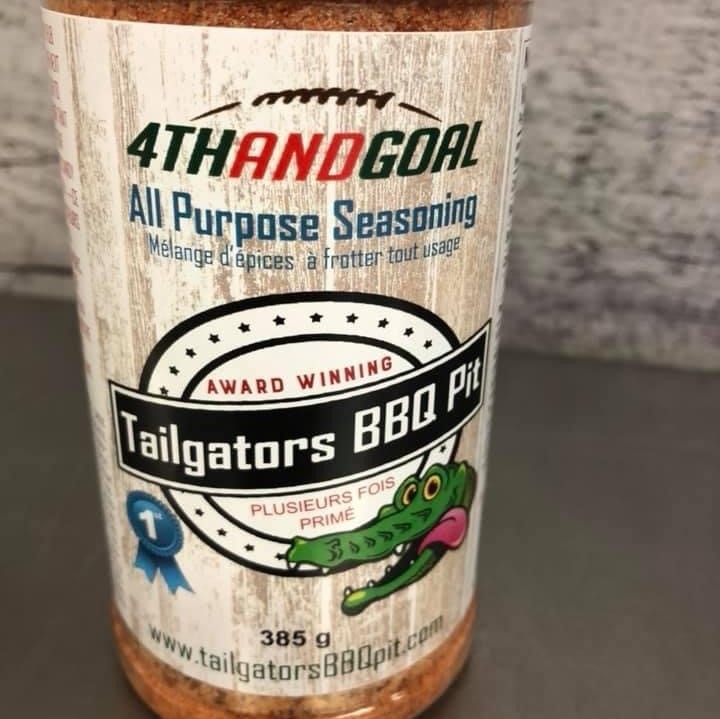 4THANDGOAL
All Purpose Seasoning
Mélange d'épices à frotter tout usage
AWARD WINNING
Tailgators BBQ Pit
PLUSIEURS FOIS
PRIMÉ
1st
385 g
www.tailgatorsBBQpit.com